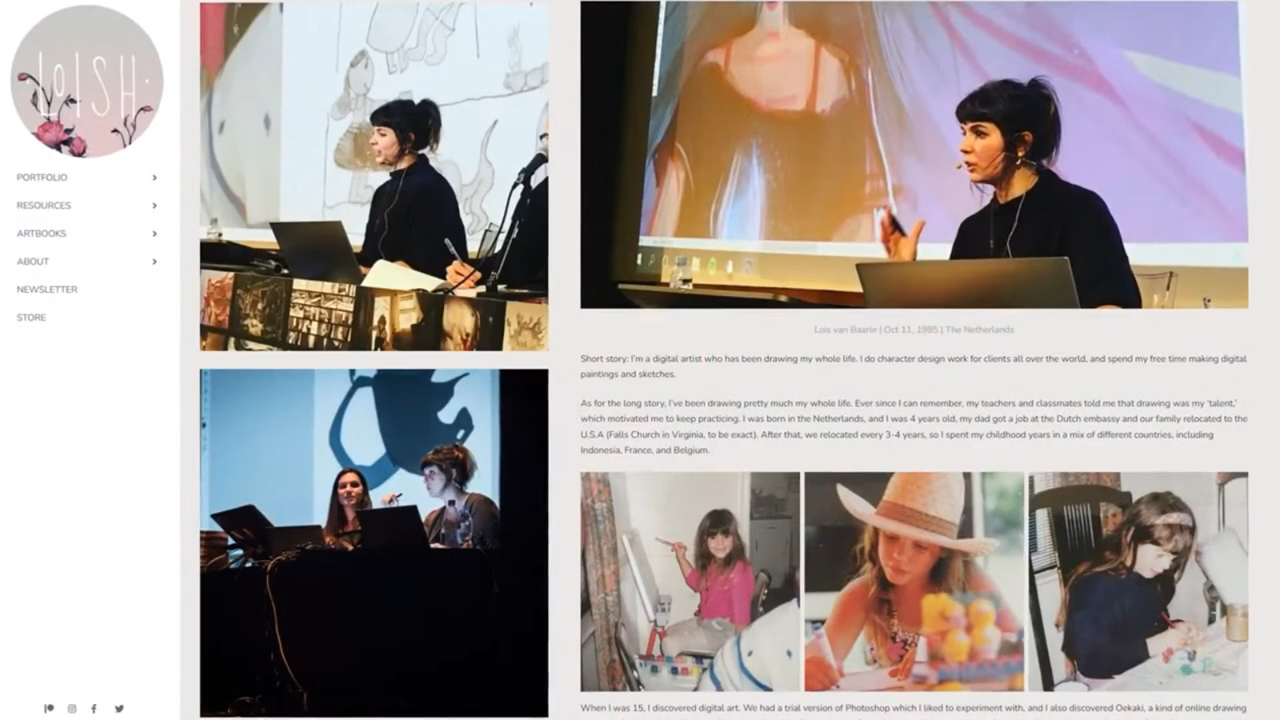 LOISH.
PORTFOLIO
RESOURCES
ARTBOOKS
ABOUT
NEWSLETTER
STORE
Lois van Baarle | Oct 11, 1985 | The Netherlands
Short story: I'm a digital artist who has been drawing my whole life. I do character design work for clients all over the world, and spend my free time making digital
paintings and sketches.
As for the long story, I've been drawing pretty much my whole life. Ever since I can remember, my teachers and classmates told me that drawing was my 'talent,'
which motivated me to keep practicing. I was born in the Netherlands, and I was 4 years old, my dad got a job at the Dutch embassy and our family relocated to the
U.S.A (Falls Church in Virginia, to be exact). After that, we relocated every 3-4 years, so I spent my childhood years in a mix of different countries, including
Indonesia, France, and Belgium.
When I was 15, I discovered digital art. We had a trial version of Photoshop which I liked to experiment with, and I also discovered Oekaki, a kind of online drawing